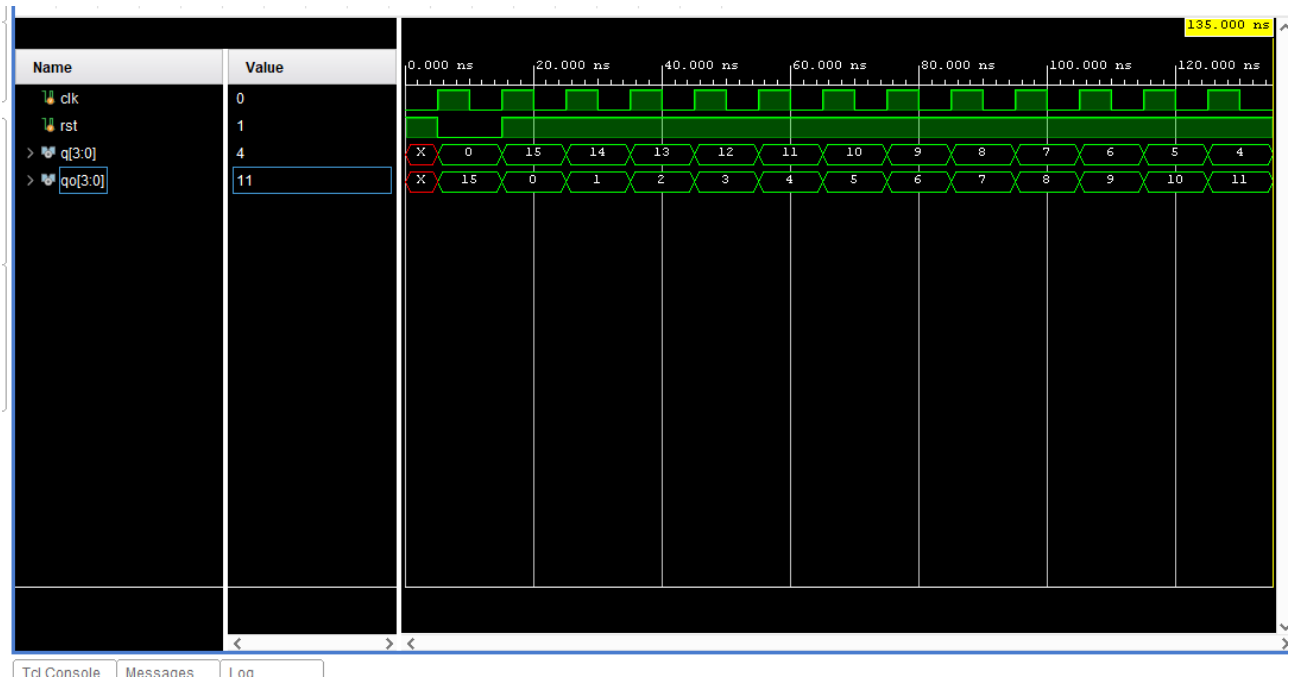 135.000 ns
Name Value
0.000 ns 20.000 ns 40.000 ns 60.000 ns 80.000 ns 100.000 ns 120.000 ns
clk 0
rst 1
q[3:0] 4 X 0 15 14 13 12 11 10 9 8 7 6 5 4
qo[3:0] 11 X 15 0 1 2 3 4 5 6 7 8 9 10 11
Tcl Console Messages Log